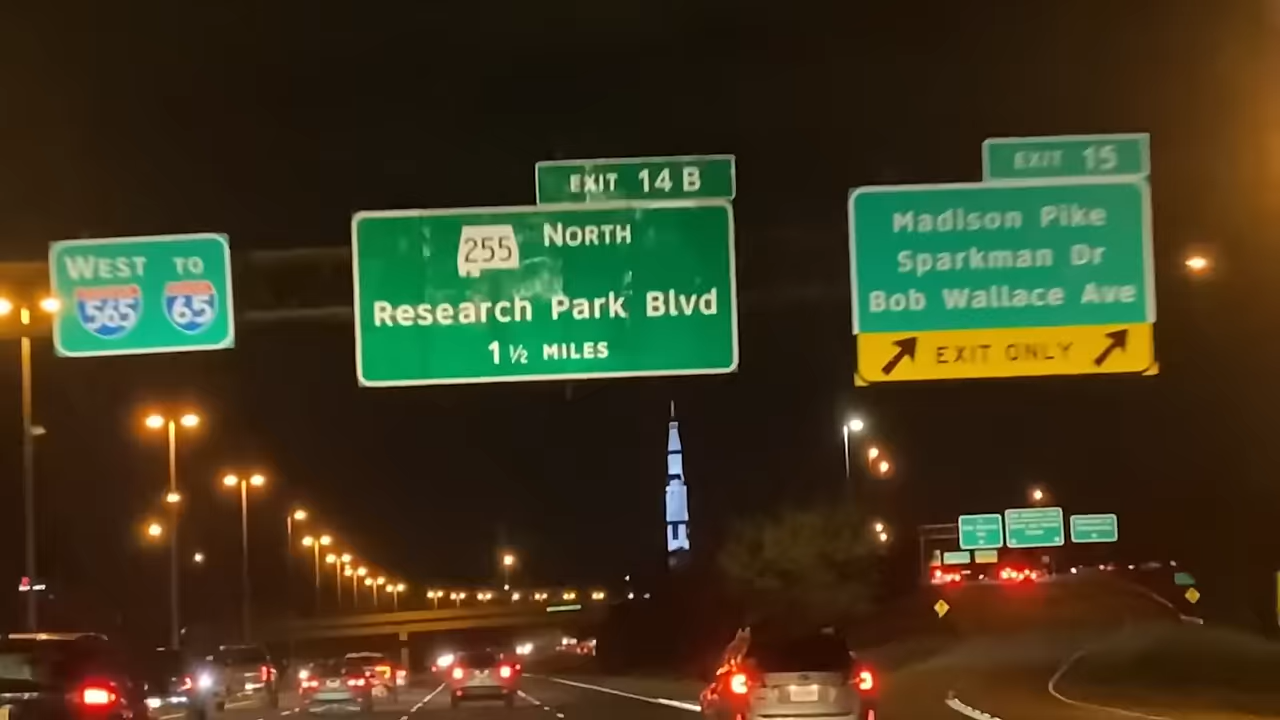 WEST TO
565 65
EXIT 14 B
255 NORTH
Research Park Blvd
1 ½ MILES
EXIT 15
Madison Pike
Sparkman Dr
Bob Wallace Ave
EXIT ONLY